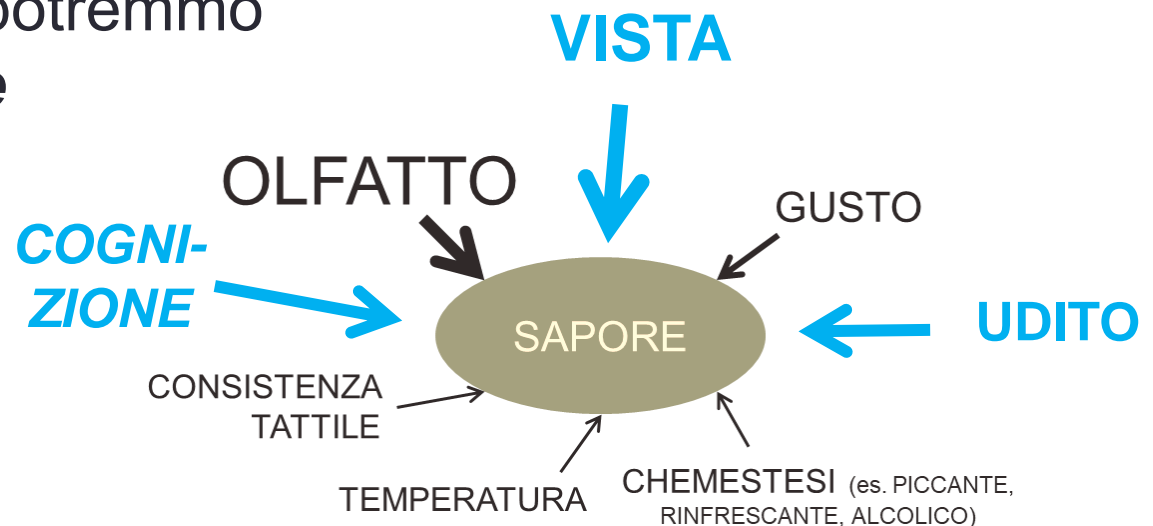 potremmo
e
VISTA
OLFATTO
GUSTO
COGNI-
ZIONE
SAPORE
UDITO
CONSISTENZA
TATTILE
TEMPERATURA
CHEMESTESI (es. PICCANTE,
RINFRESCANTE, ALCOLICO)